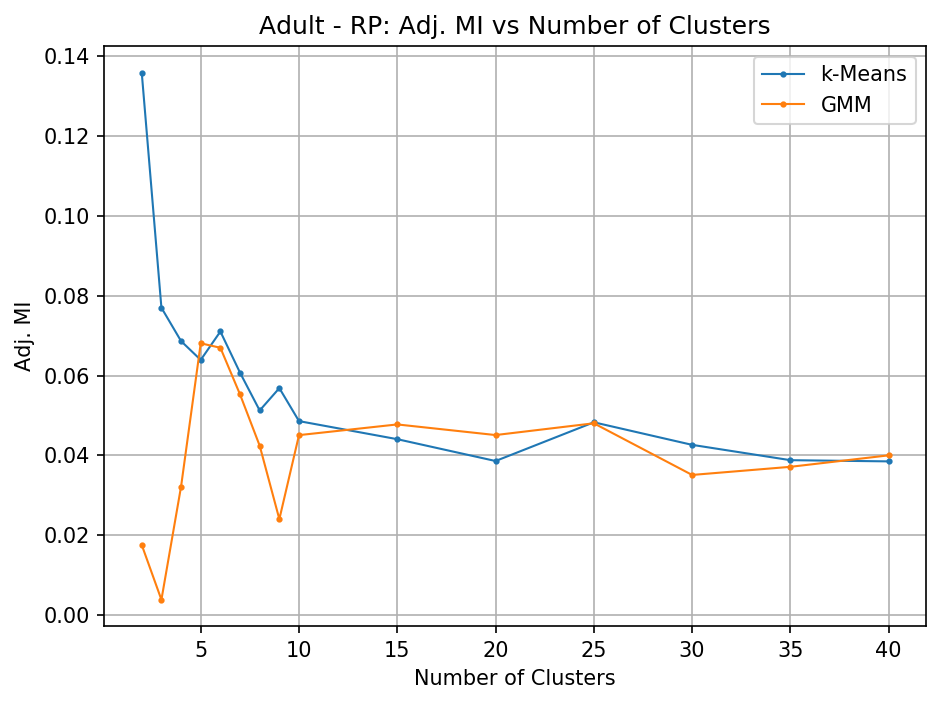 Adult - RP: Adj. MI vs Number of Clusters
k-Means
GMM
Adj. MI
0.14
0.12
0.10
0.08
0.06
0.04
0.02
0.00
5 10 15 20 25 30 35 40
Number of Clusters